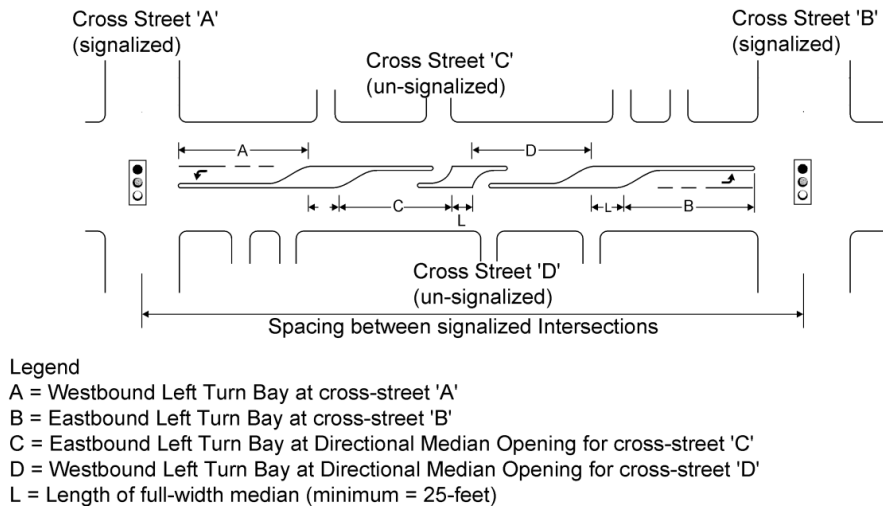 Cross Street 'A'
(signalized)
Cross Street 'B'
(signalized)
Cross Street 'C'
(un-signalized)
A
D
C
L
L
B
Cross Street 'D'
(un-signalized)
Spacing between signalized Intersections
Legend
A = Westbound Left Turn Bay at cross-street 'A'
B = Eastbound Left Turn Bay at cross-street 'B'
C = Eastbound Left Turn Bay at Directional Median Opening for cross-street 'C'
D = Westbound Left Turn Bay at Directional Median Opening for cross-street 'D'
L = Length of full-width median (minimum = 25-feet)